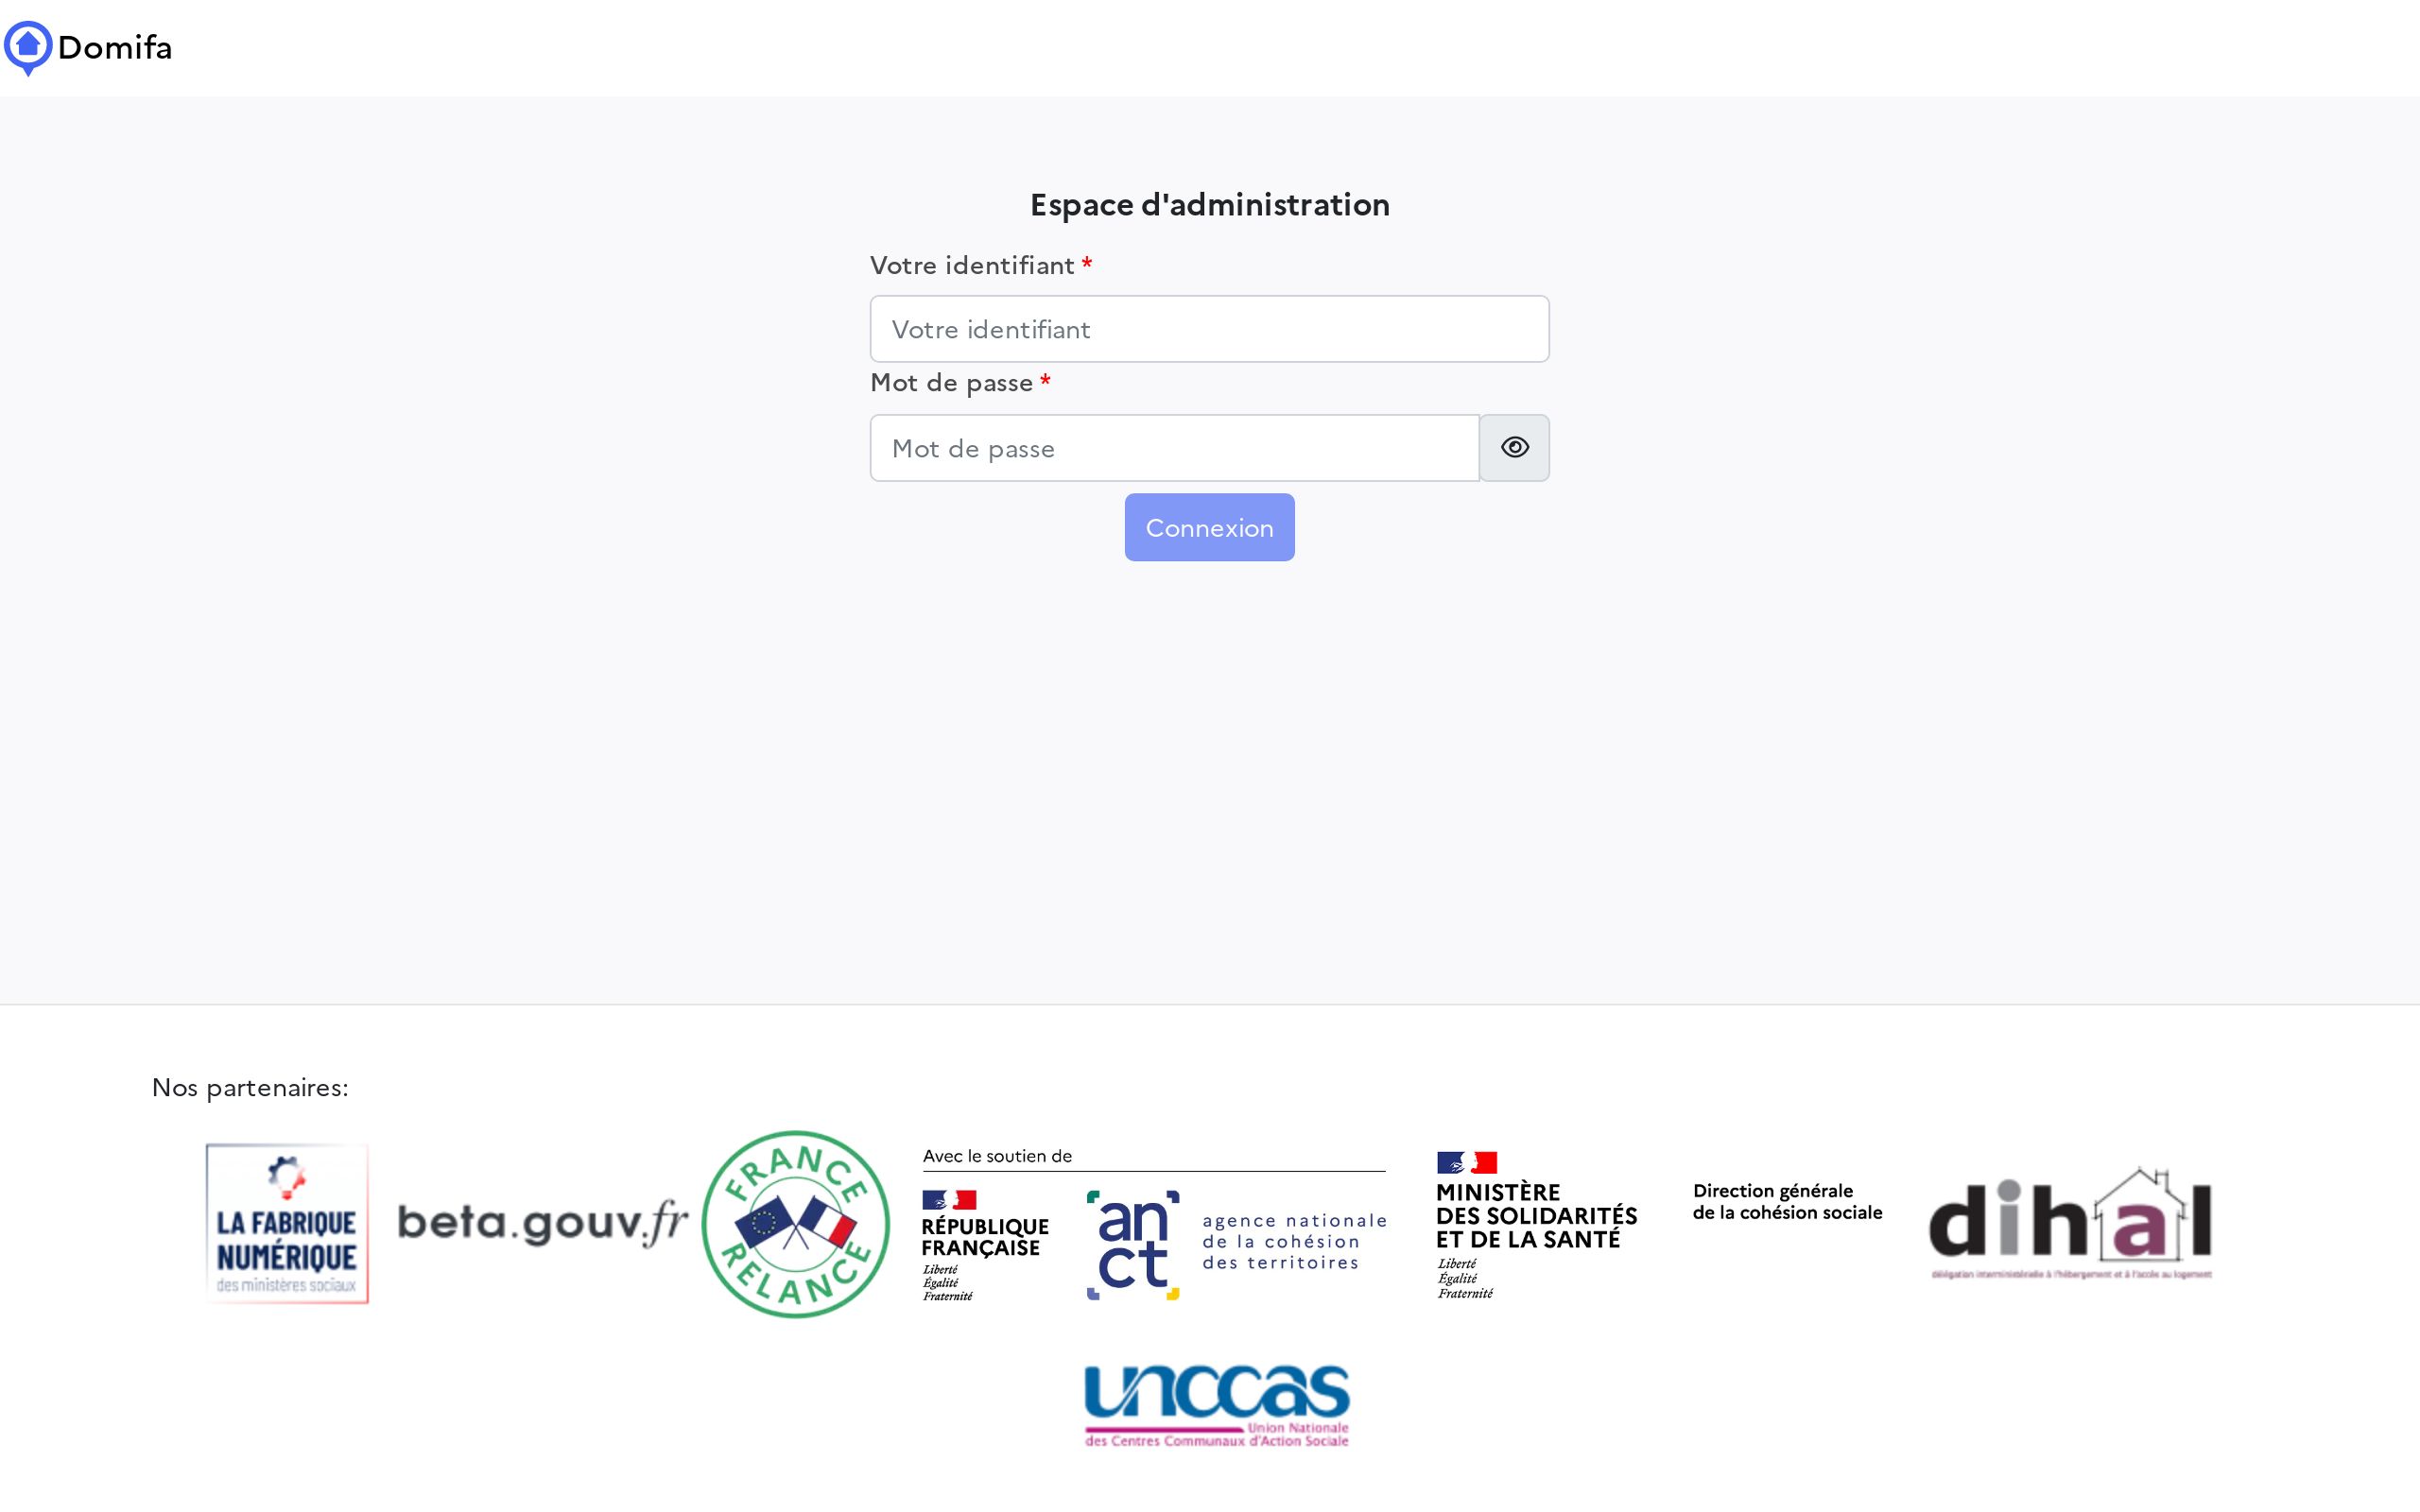 Domifa
Espace d'administration
Votre identifiant *
Votre identifiant
Mot de passe *
Mot de passe
Connexion
Nos partenaires:
LA FABRIQUE
NUMÉRIQUE
des ministères sociaux
beta.gouv.fr
FRANCE
RELANCE
Avec le soutien de
RÉPUBLIQUE
FRANÇAISE
Liberté
Égalité
Fraternité
an
ct
agence nationale
de la cohésion
des territoires
MINISTÈRE
DES SOLIDARITÉS
ET DE LA SANTÉ
Liberté
Égalité
Fraternité
Direction générale
de la cohésion sociale
dihal
délégation interministérielle à l'hébergement et à l'accès au logement
unccas
Union Nationale
des Centres Communaux d'Action Sociale